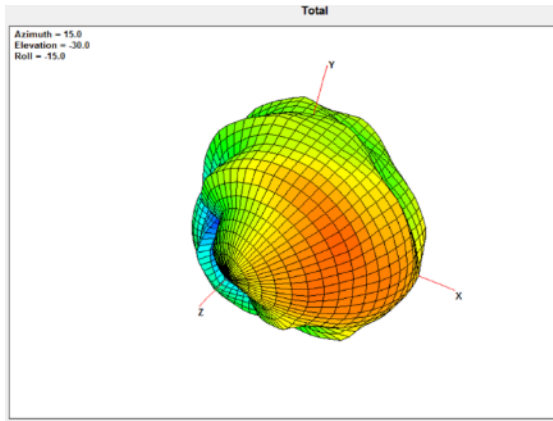 Total
Azimuth = 15.0
Elevation = -30.0
Roll = -15.0
Y
X
Z